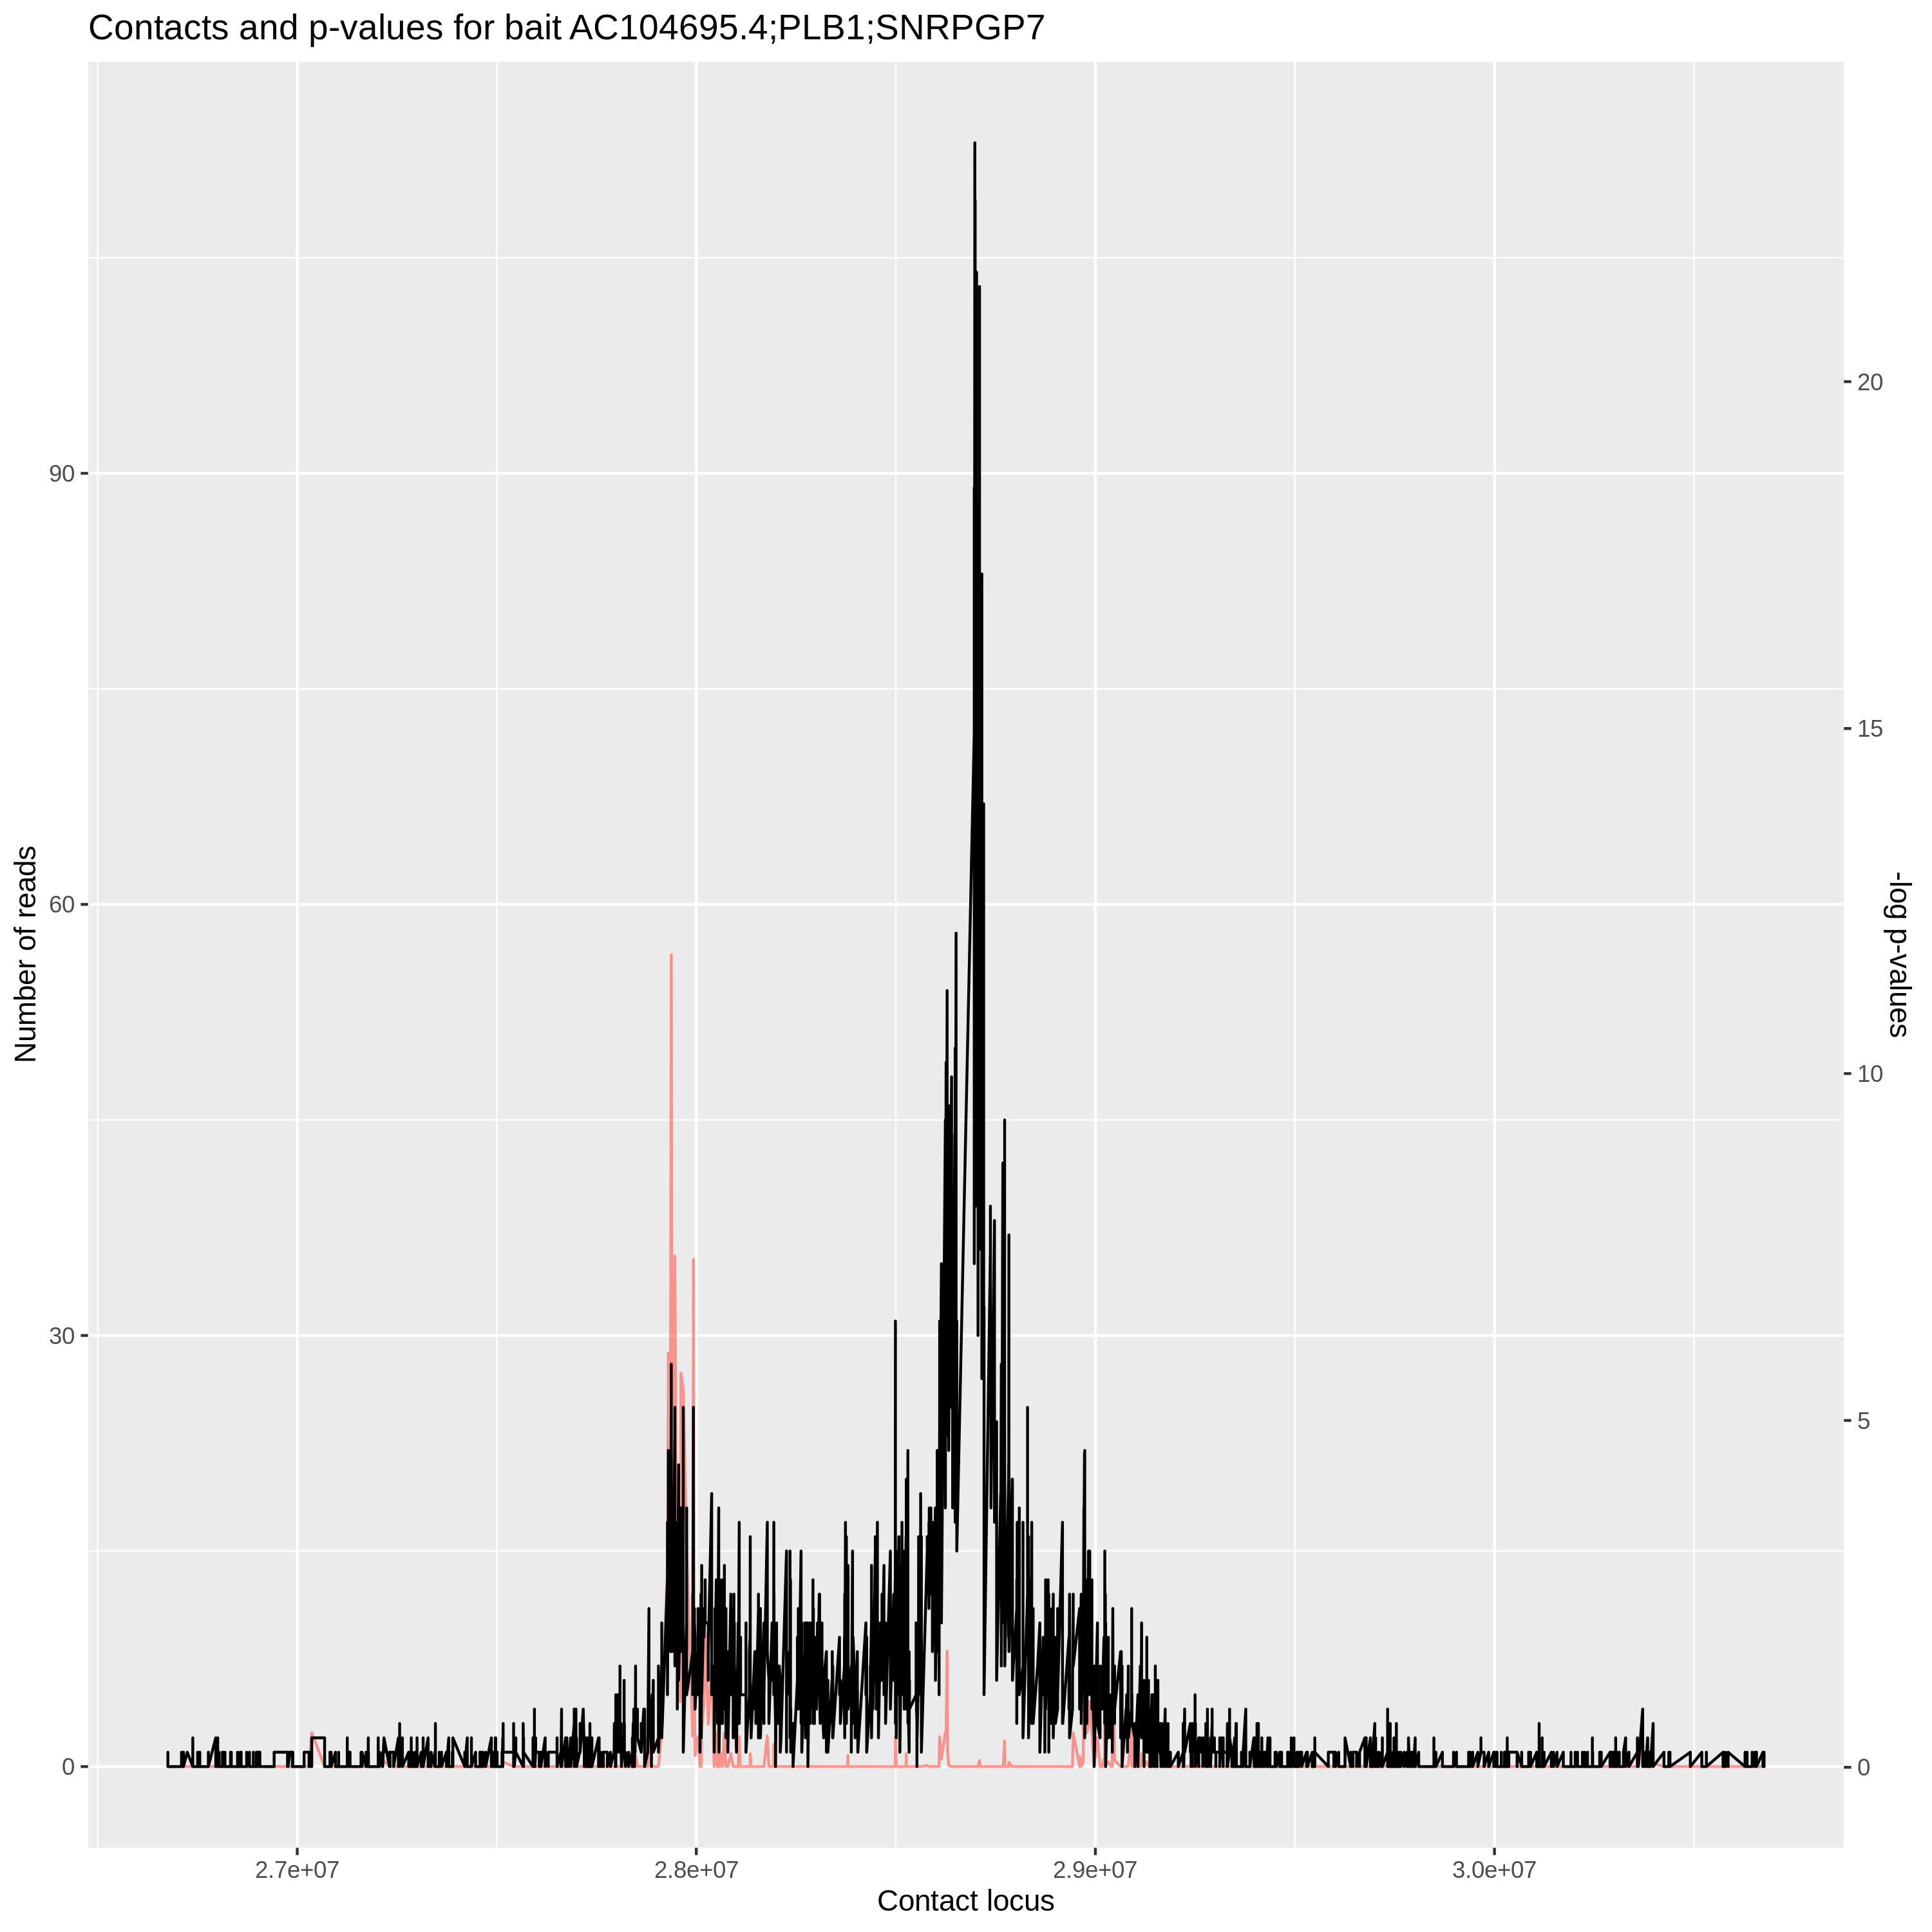 Contacts and p-values for bait AC104695.4;PLB1;SNRPGP7
Number of reads
90
60
30
0
20
15
10
5
0
-log p-values
2.7e+07
2.8e+07
2.9e+07
3.0e+07
Contact locus